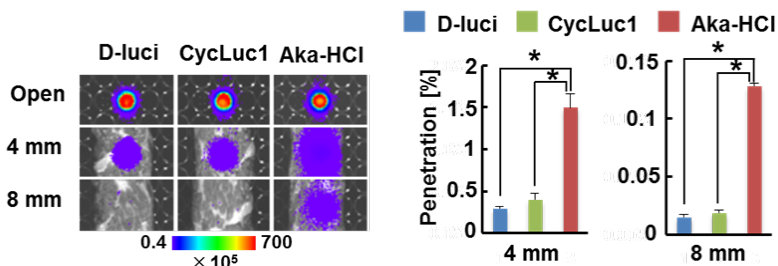 D-luci CycLuc1 Aka-HCl
Open
4 mm
8 mm
0.4 700
× 10⁵
D-luci CycLuc1 Aka-HCl
Penetration [%]
2
1.5
1
0.5
0
* *
4 mm
0.15
0.1
0.05
0
* *
8 mm